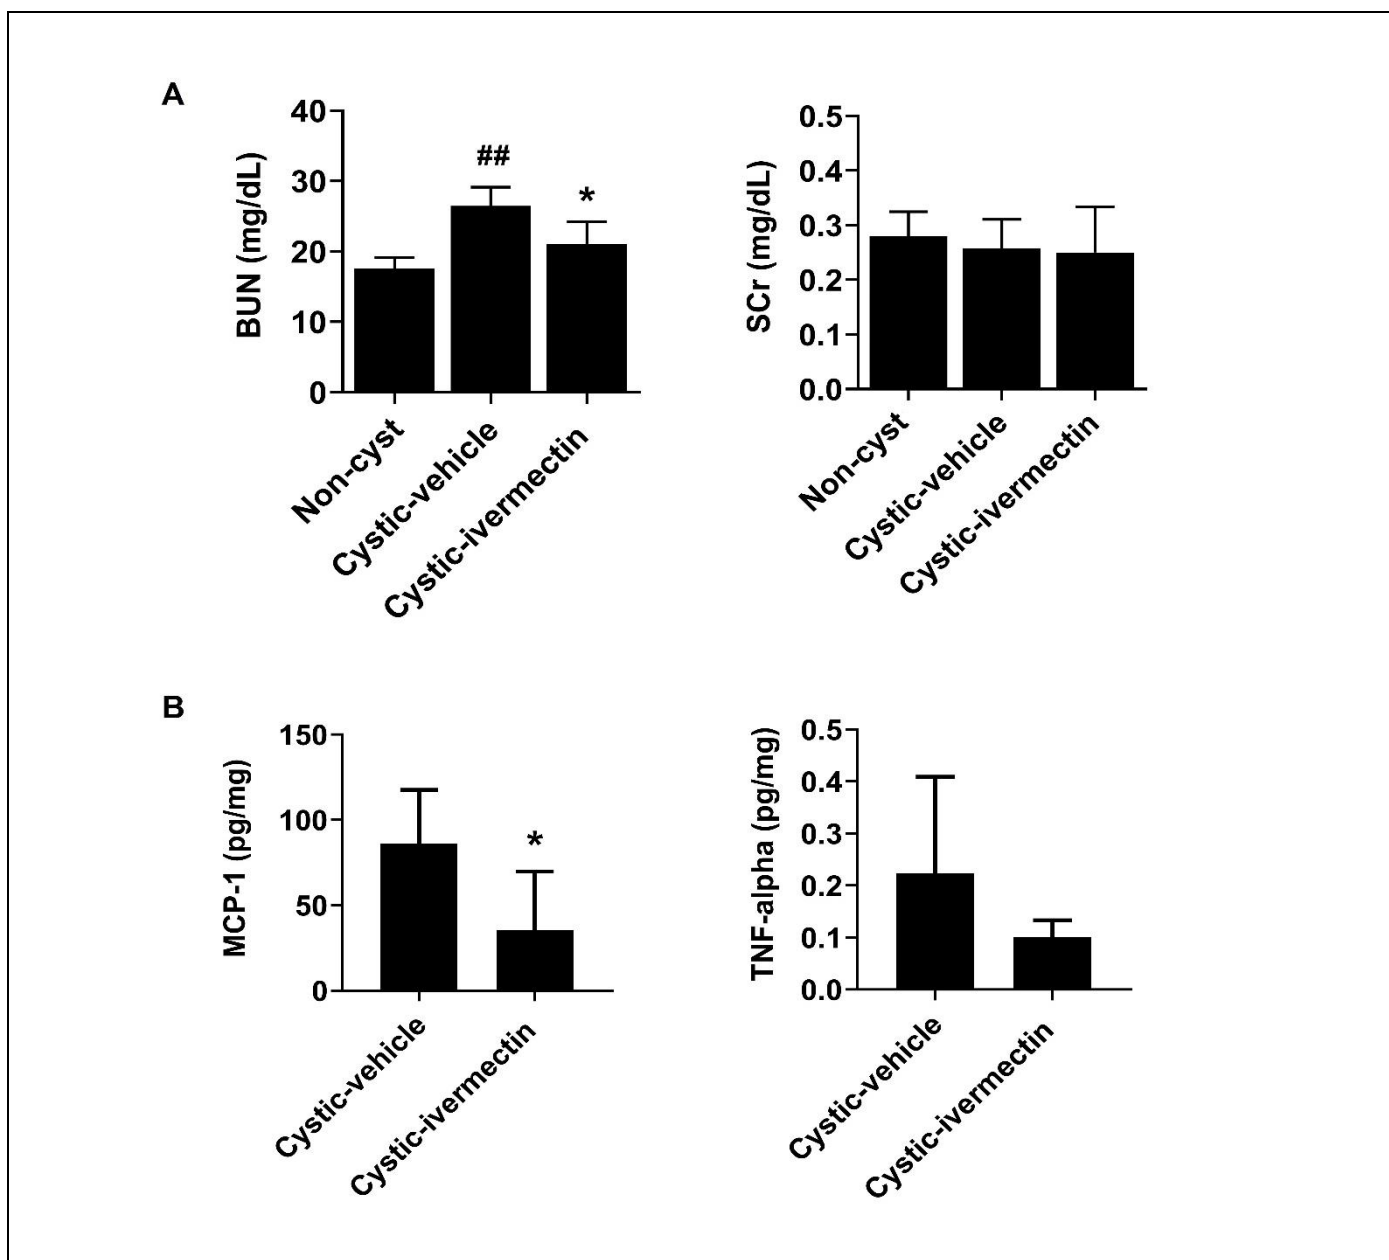 A
BUN (mg/dL)
40
30
20
10
0
##
*
Non-cyst
Cystic-vehicle
Cystic-ivermectin
SCr (mg/dL)
0.5
0.4
0.3
0.2
0.1
0.0
Non-cyst
Cystic-vehicle
Cystic-ivermectin
B
MCP-1 (pg/mg)
150
100
50
0
*
Cystic-vehicle
Cystic-ivermectin
TNF-alpha (pg/mg)
0.5
0.4
0.3
0.2
0.1
0.0
Cystic-vehicle
Cystic-ivermectin